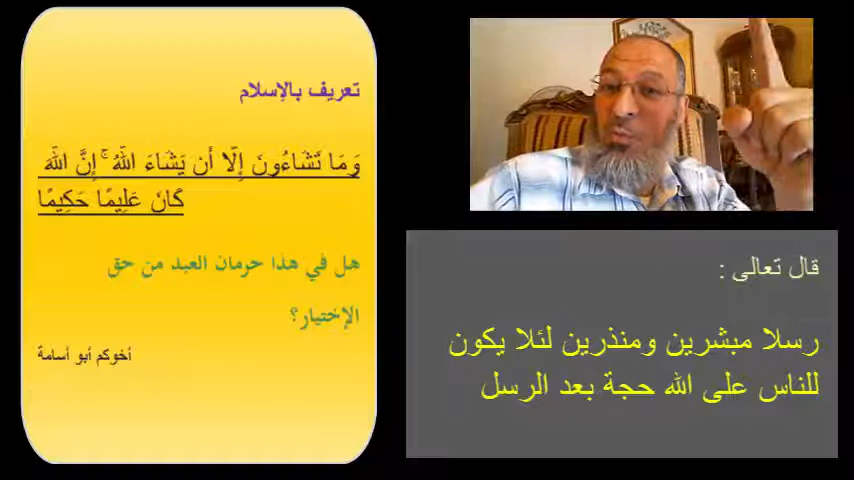 تعريف بالإسلام
وَمَا تَشَاءُونَ إِلَّا أَن يَشَاءَ اللَّهُ ۚ إِنَّ اللَّهَ
كَانَ عَلِيمًا حَكِيمًا
هل في هذا حرمان العبد من حق
الإختيار؟
أخوكم أبو أسامة
قال تعالى :
رسلا مبشرين ومنذرين لئلا يكون
للناس على الله حجة بعد الرسل